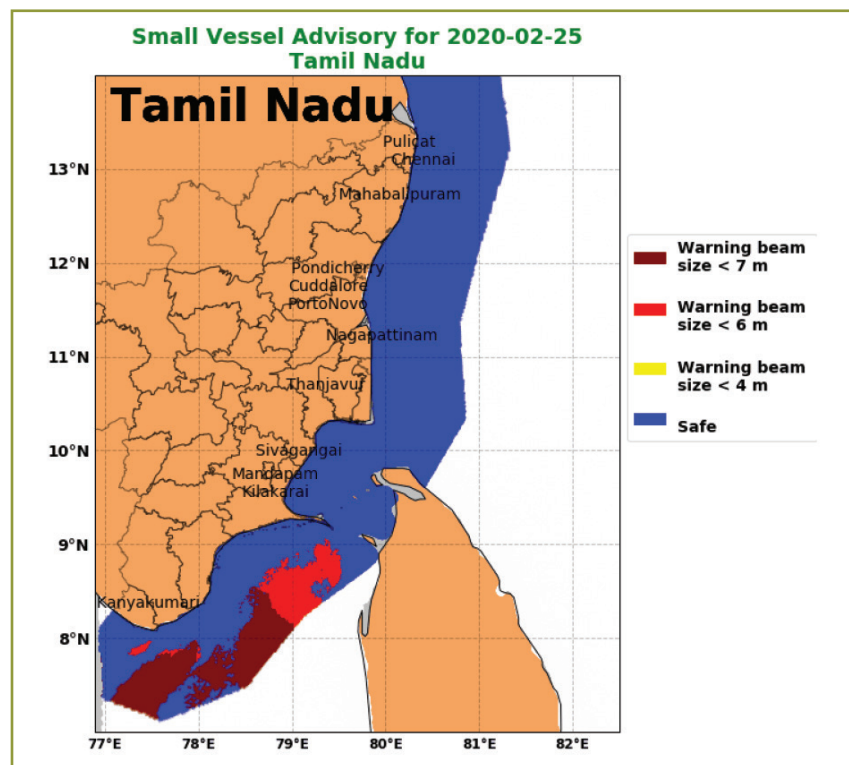 Small Vessel Advisory for 2020-02-25
Tamil Nadu
Tamil Nadu
Pulicat
Chennai
13°N
Mahabalipuram
12°N
Pondicherry
Cuddalore
PortoNovo
Nagapattinam
11°N
Thanjavur
10°N
Sivagangai
Mandapam
Kilakarai
9°N
Kanyakumari
8°N
77°E 78°E 79°E 80°E 81°E 82°E
Warning beam
size < 7 m
Warning beam
size < 6 m
Warning beam
size < 4 m
Safe